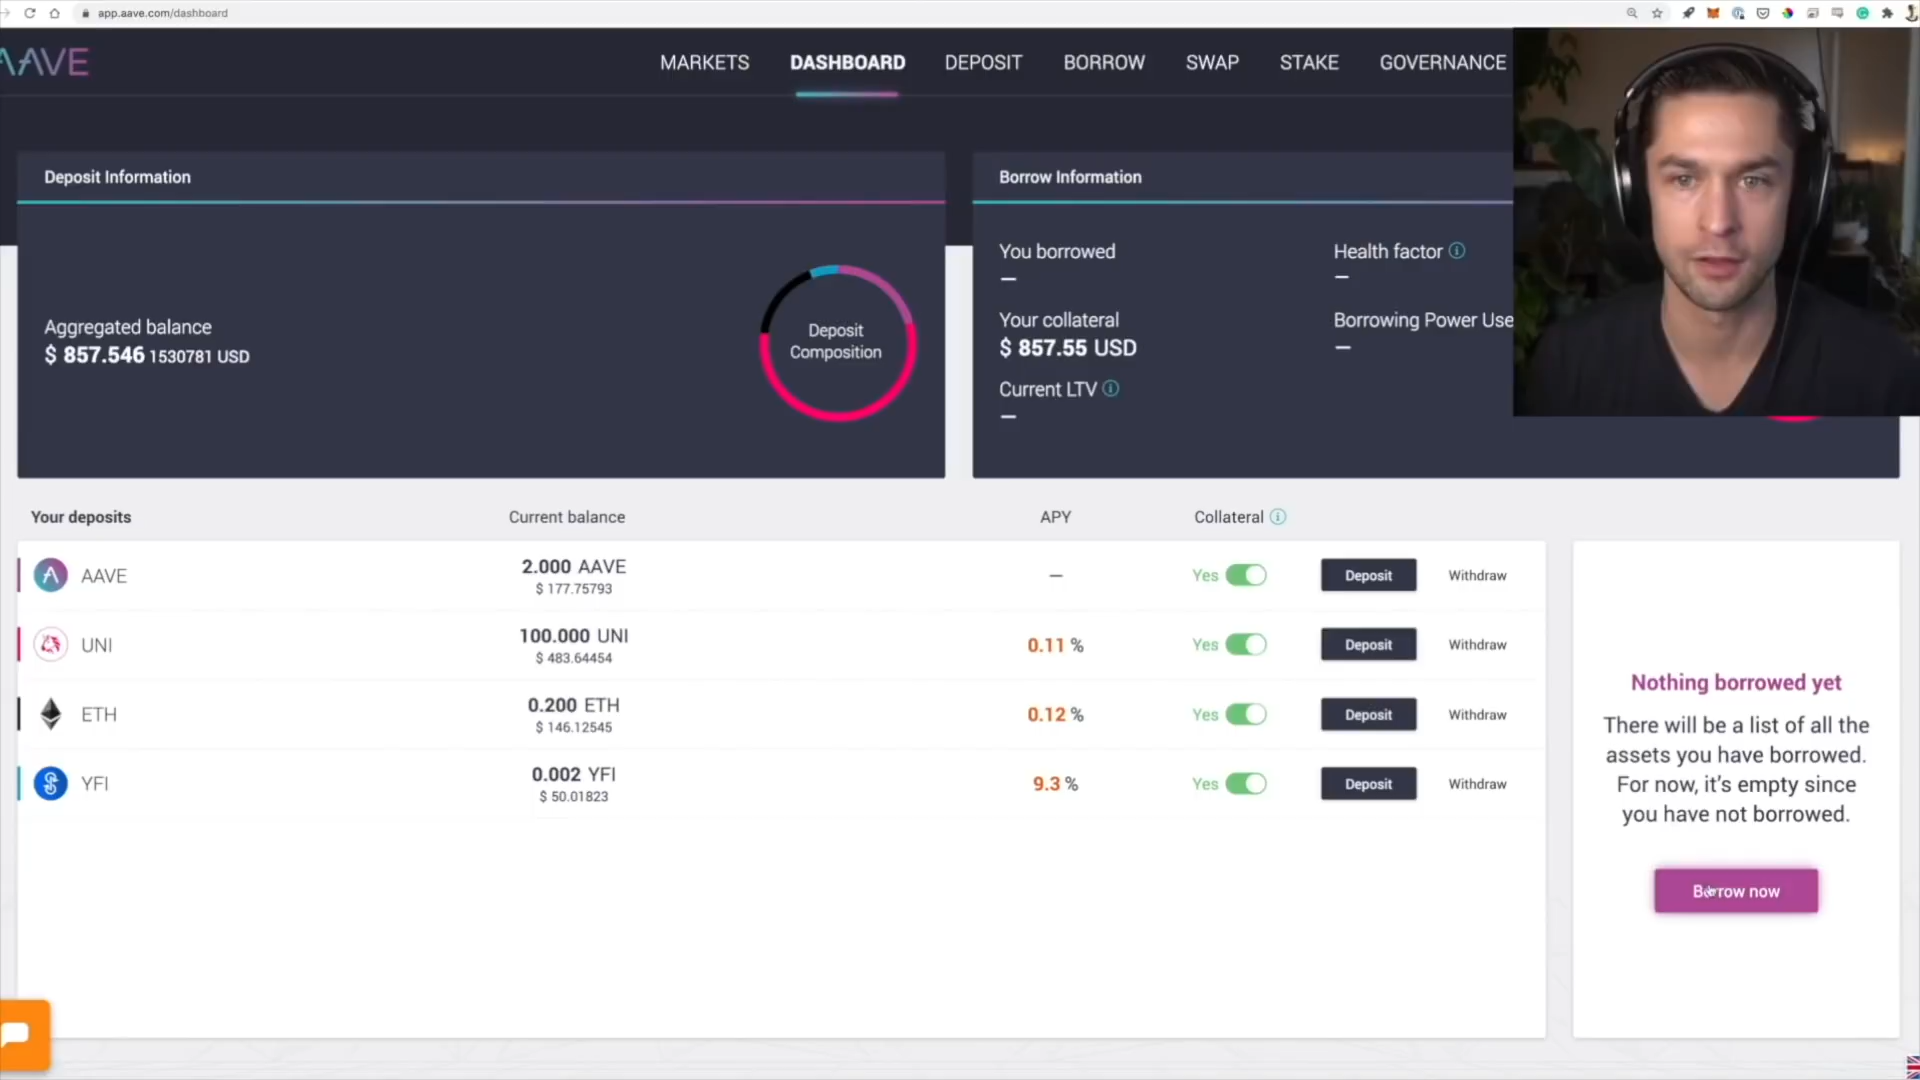 app.aave.com/dashboard
AAVE
MARKETS DASHBOARD DEPOSIT BORROW SWAP STAKE GOVERNANCE
Deposit Information
Aggregated balance
$ 857.546 1530781 USD
Deposit
Composition
Borrow Information
You borrowed
—
Health factor
—
Your collateral
$ 857.55 USD
Borrowing Power Use
—
Current LTV
—
Your deposits Current balance APY Collateral
AAVE 2.000 AAVE — Yes Deposit Withdraw
$ 177.75793
UNI 100.000 UNI 0.11 % Yes Deposit Withdraw
$ 483.64454
ETH 0.200 ETH 0.12 % Yes Deposit Withdraw
$ 146.12545
YFI 0.002 YFI 9.3 % Yes Deposit Withdraw
$ 50.01823
Nothing borrowed yet
There will be a list of all the
assets you have borrowed.
For now, it's empty since
you have not borrowed.
Borrow now